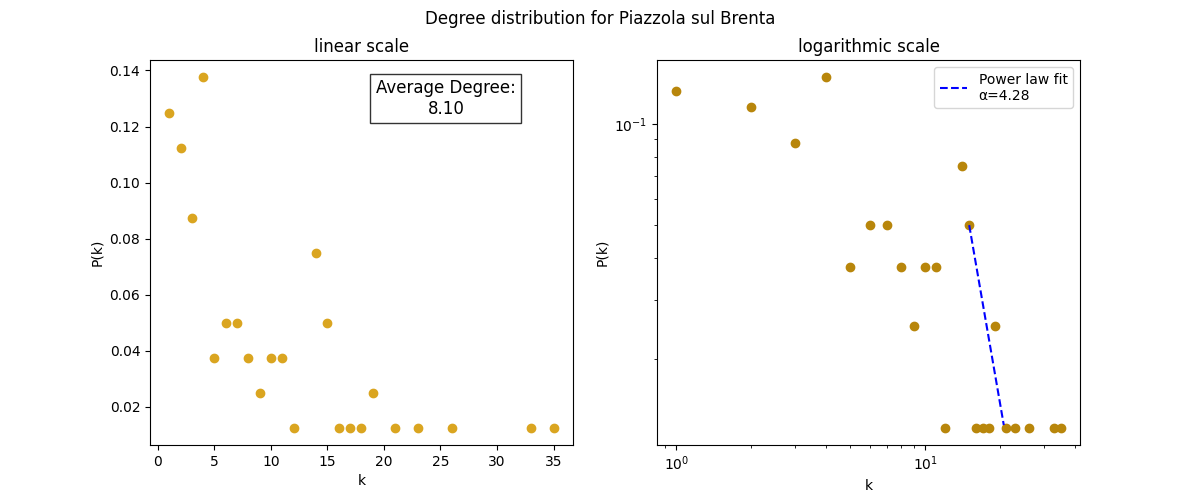 Degree distribution for Piazzola sul Brenta
linear scale
0.14
0.12
0.10
0.08
0.06
0.04
0.02
P(k)
0
5
10
15
20
25
30
35
k
Average Degree:
8.10
logarithmic scale
10⁻¹
P(k)
10⁰
10¹
k
Power law fit
α=4.28